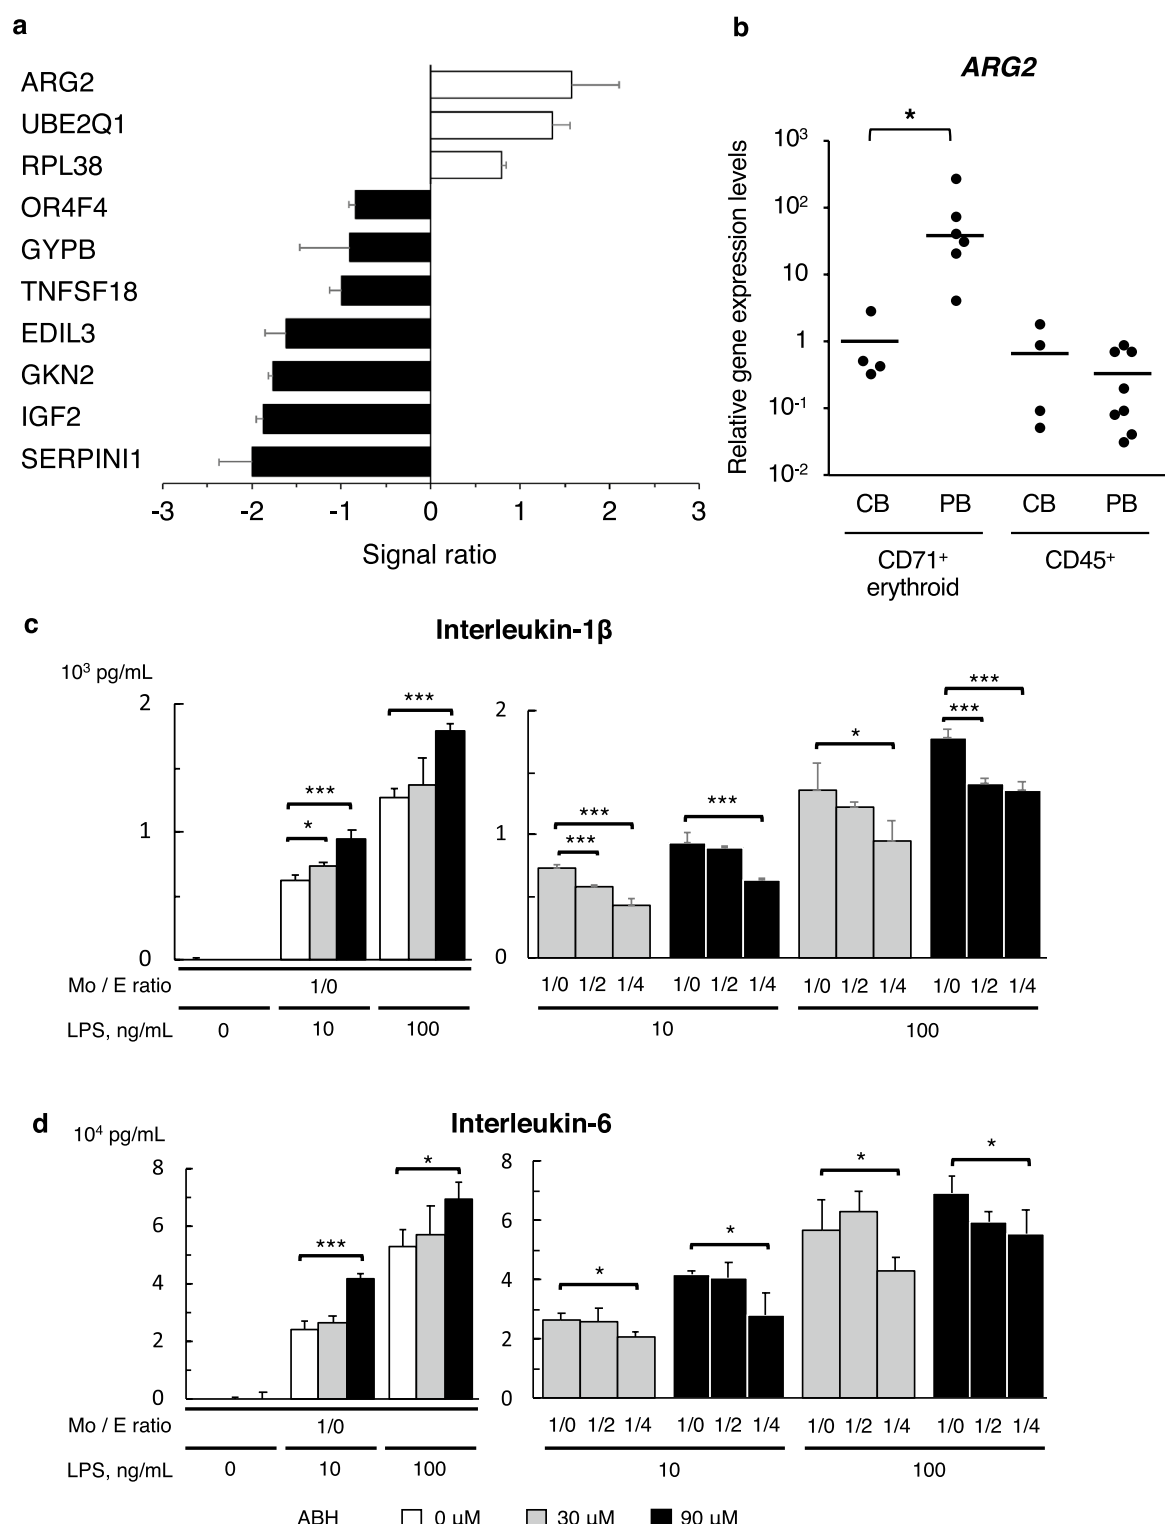 a
ARG2
UBE2Q1
RPL38
OR4F4
GYPB
TNFSF18
EDIL3
GKN2
IGF2
SERPINI1
-3 -2 -1 0 1 2 3
Signal ratio
b
ARG2
*
Relative gene expression levels
10³
10²
10
1
10⁻¹
10⁻²
CB PB CB PB
CD71⁺ erythroid
CD45⁺
c
Interleukin-1β
10³ pg/mL
2
1
0
*** * ***
2
1
0
*** *** *** * *** ***
Mo / E ratio 1/0 1/0 1/2 1/4 1/0 1/2 1/4 1/0 1/2 1/4 1/0 1/2 1/4
LPS, ng/mL 0 10 100 10 100
d
Interleukin-6
10⁴ pg/mL
8
6
4
2
0
*** *
8
6
4
2
0
* * * *
Mo / E ratio 1/0 1/0 1/2 1/4 1/0 1/2 1/4 1/0 1/2 1/4 1/0 1/2 1/4
LPS, ng/mL 0 10 100 10 100
ABH 0 μM 30 μM 90 μM